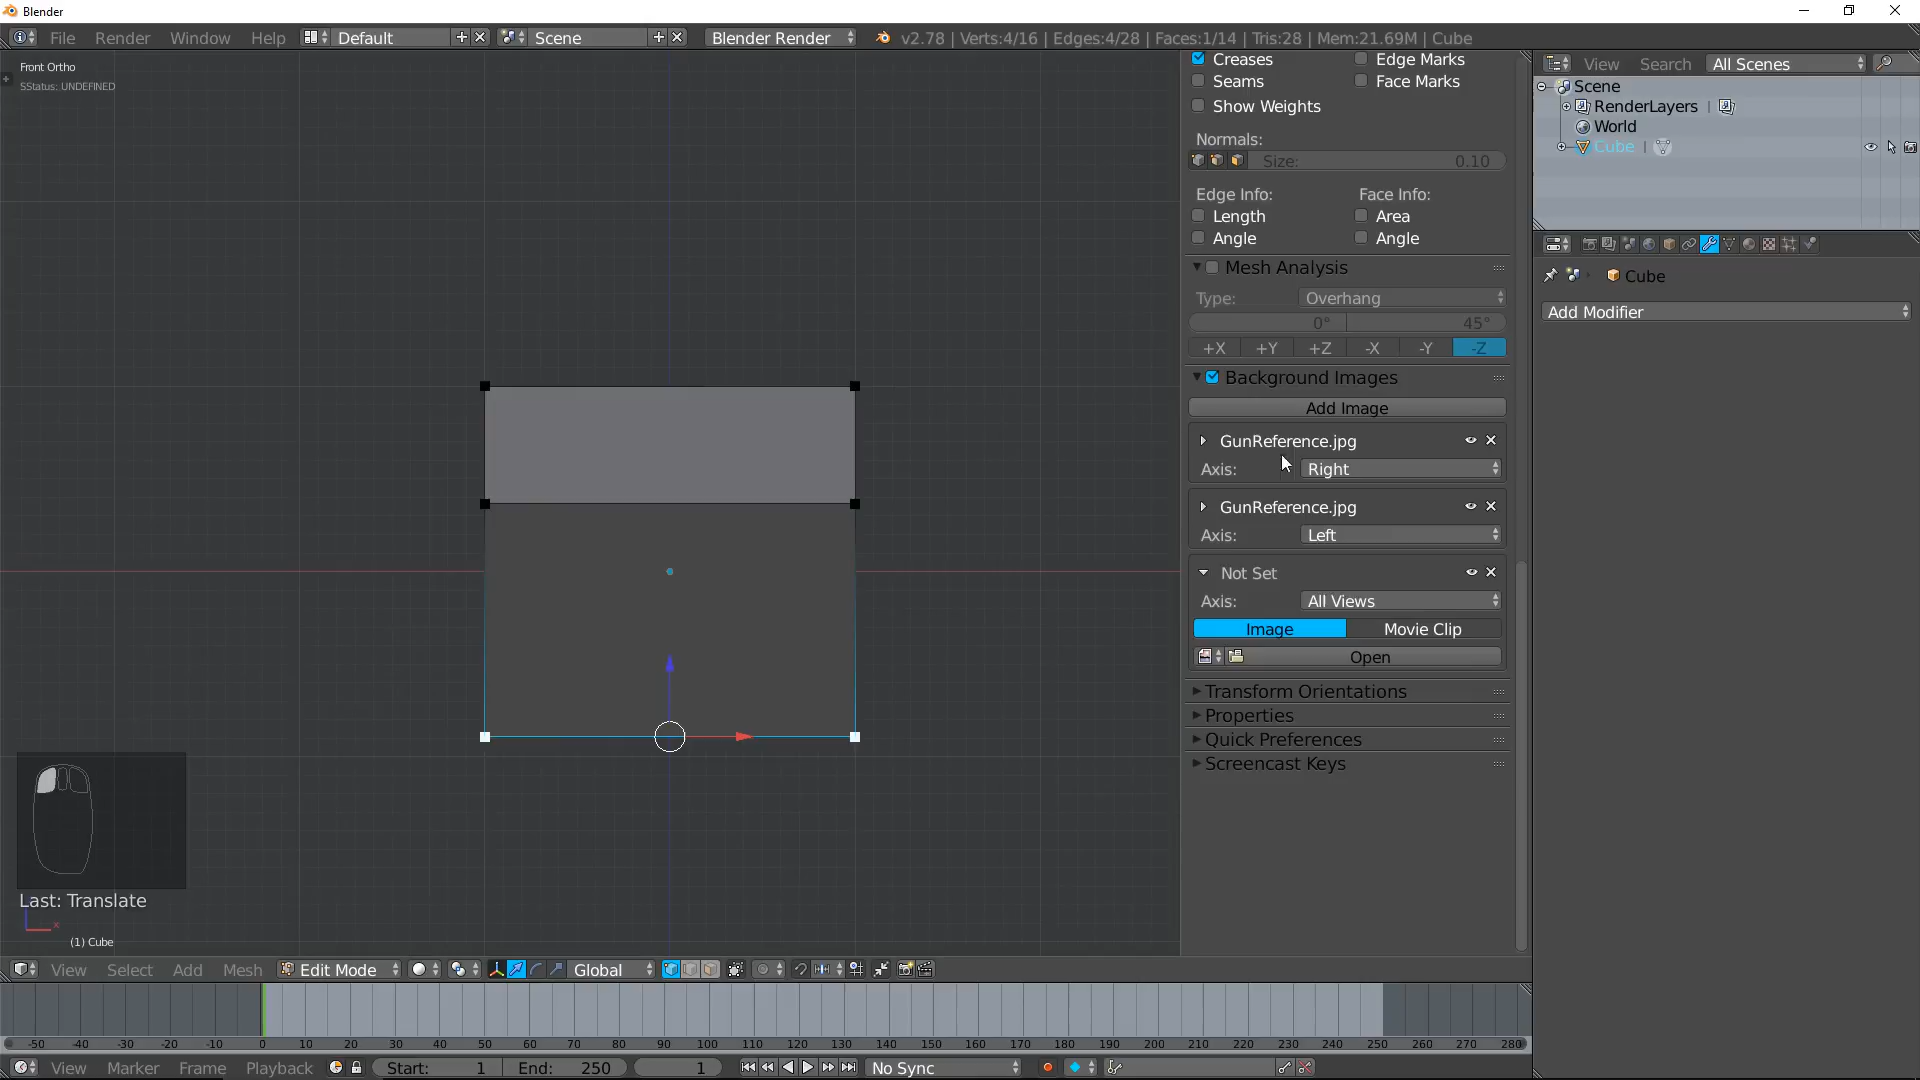 Blender
File Render Window Help Default Scene Blender Render v2.78 | Verts:4/16 | Edges:4/28 | Faces:1/14 | Tris:28 | Mem:21.69M | Cube
Front Ortho
SStatus: UNDEFINED
Creases Edge Marks
Seams Face Marks
Show Weights
Normals:
Size: 0.10
Edge Info: Face Info:
Length Area
Angle Angle
Mesh Analysis
Type: Overhang
0° 45°
+X +Y +Z -X -Y -Z
Background Images
Add Image
GunReference.jpg
Axis: Right
GunReference.jpg
Axis: Left
Not Set
Axis: All Views
Image Movie Clip
Open
Transform Orientations
Properties
Quick Preferences
Screencast Keys
View Search All Scenes
Scene
RenderLayers |
World
Cube |
Cube
Add Modifier
Last: Translate
x
(1) Cube
View Select Add Mesh Edit Mode Global
-50 -40 -30 -20 -10 0 10 20 30 40 50 60 70 80 90 100 110 120 130 140 150 160 170 180 190 200 210 220 230 240 250 260 270 280
View Marker Frame Playback Start: 1 End: 250 1 No Sync